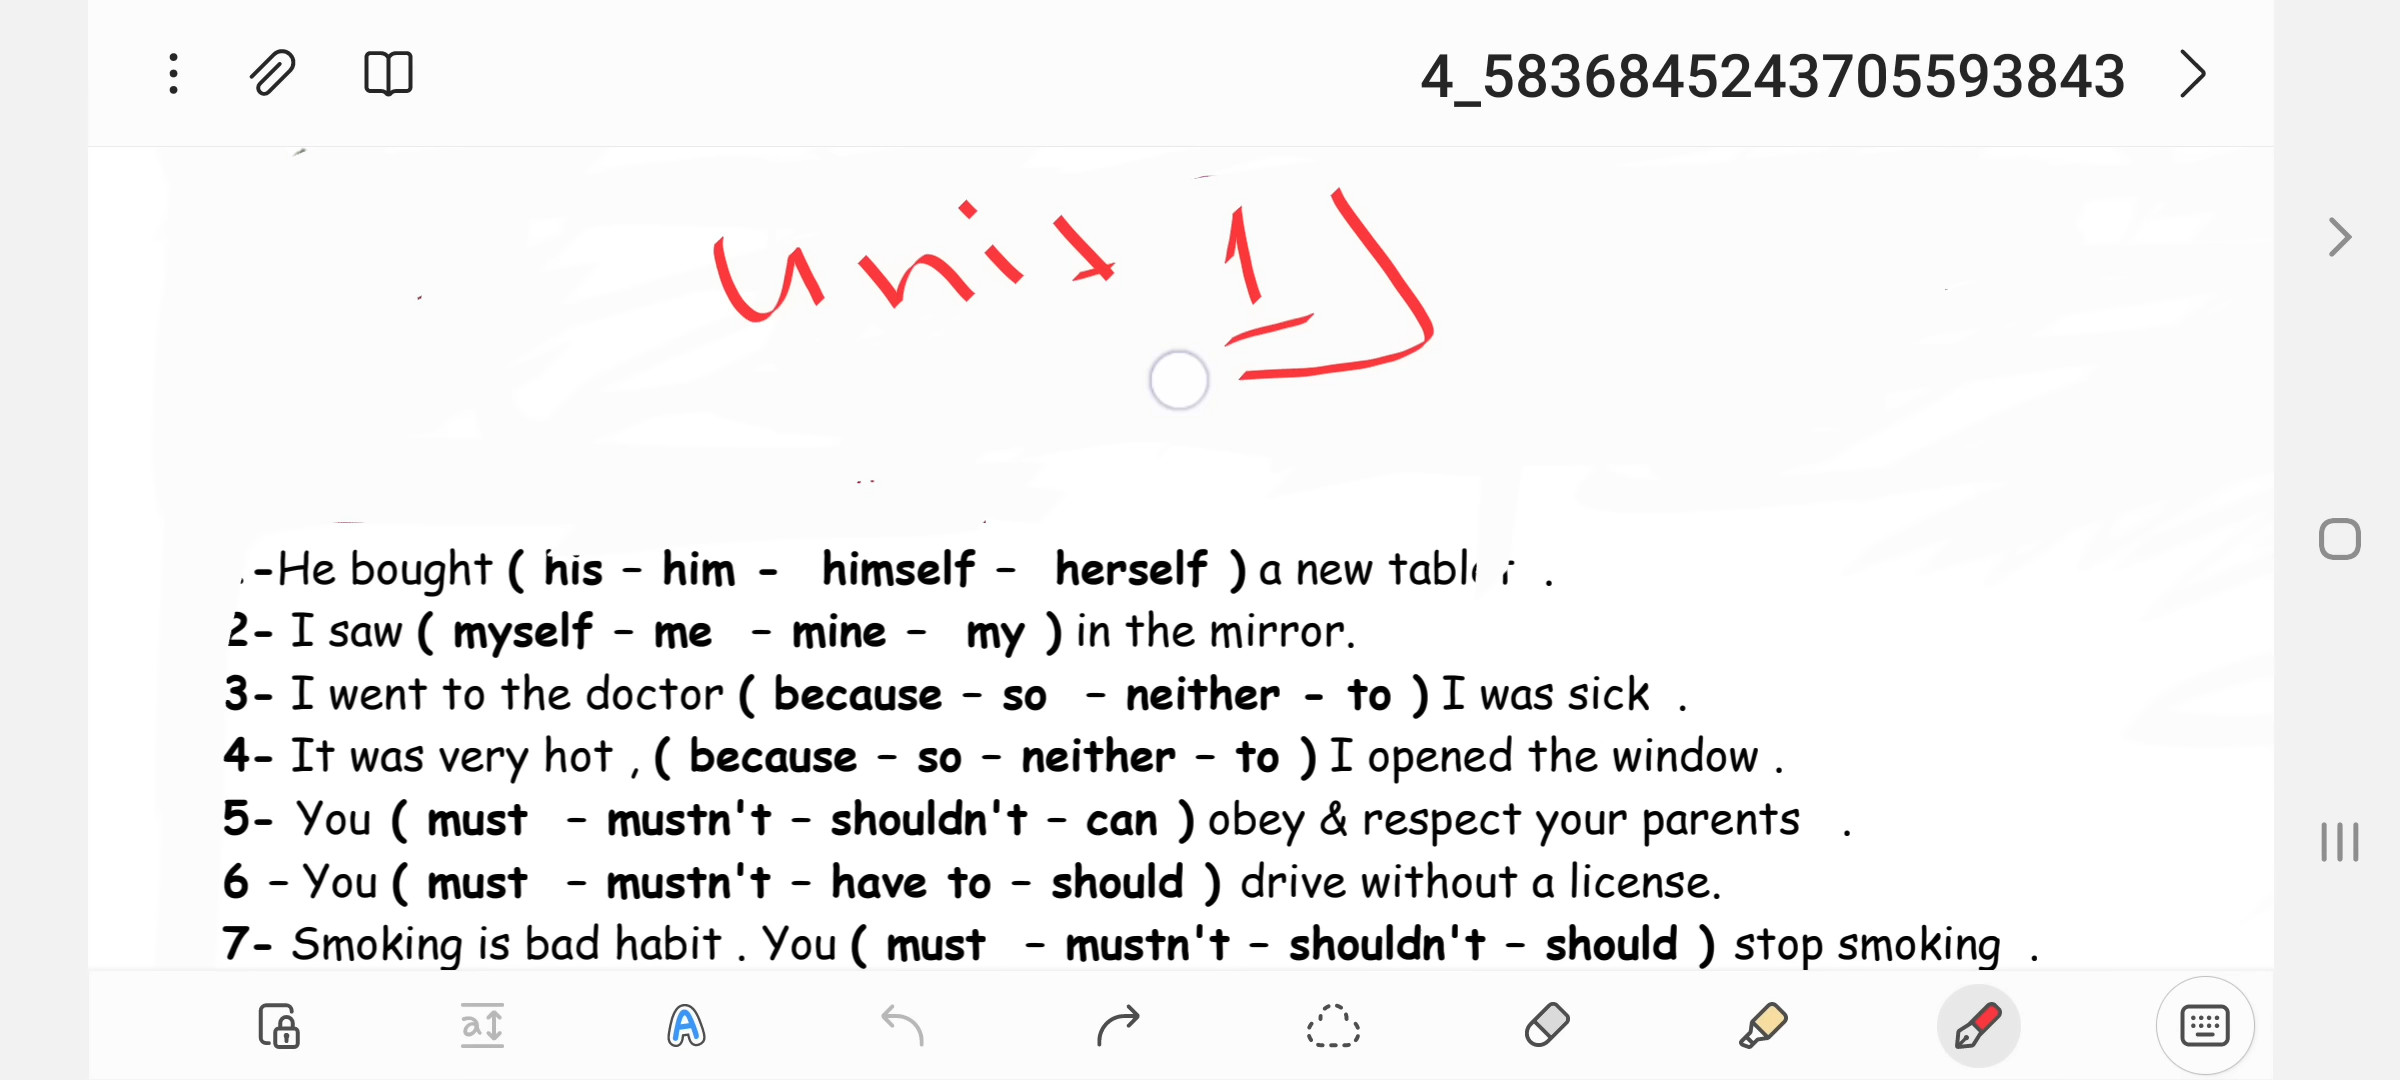 4_5836845243705593843
unit 1
-He bought ( his – him - himself – herself ) a new
2- I saw ( myself – me – mine – my ) in the mirror.
3- I went to the doctor ( because – so – neither - to ) I was sick .
4- It was very hot , ( because – so – neither – to ) I opened the window .
5- You ( must – mustn't – shouldn't – can ) obey & respect your parents .
6 – You ( must – mustn't – have to – should ) drive without a license.
7- Smoking is bad habit . You ( must – mustn't – shouldn't – should ) stop smoking .